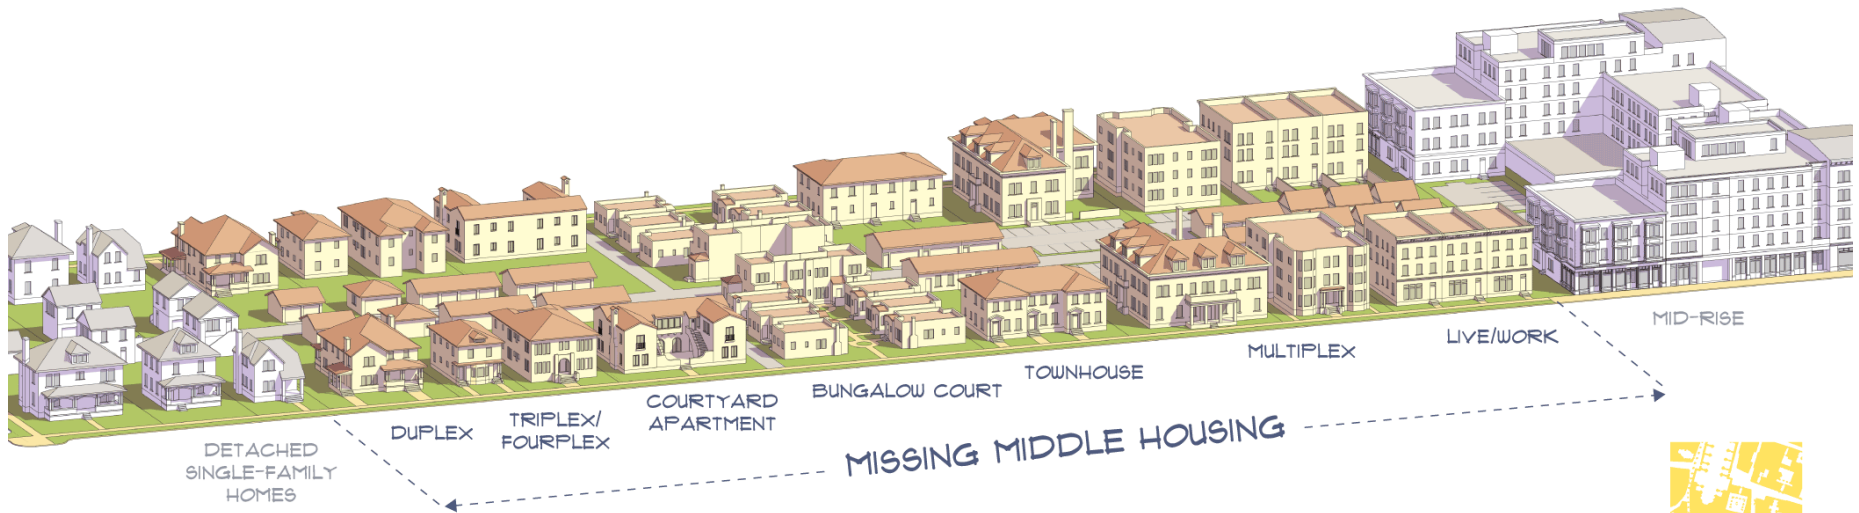 DETACHED
SINGLE-FAMILY
HOMES
DUPLEX
TRIPLEX/
FOURPLEX
COURTYARD
APARTMENT
BUNGALOW COURT
TOWNHOUSE
MULTIPLEX
LIVE/WORK
MID-RISE
MISSING MIDDLE HOUSING